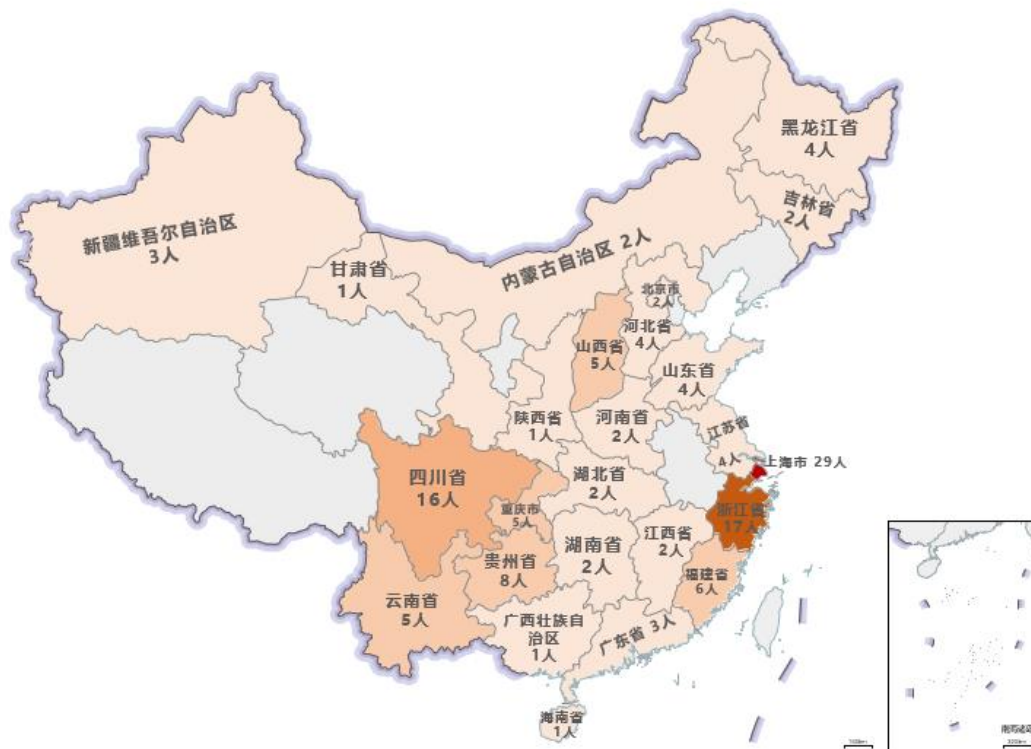 黑龙江省
4人
吉林省
2人
新疆维吾尔自治区
3人
甘肃省
1人
内蒙古自治区 2人
北京市
2人
河北省
4人
山西省
5人
山东省
4人
陕西省
1人
河南省
2人
江苏省
4人
上海市 29人
四川省
16人
湖北省
2人
重庆市
5人
浙江省
17人
贵州省
8人
湖南省
2人
江西省
2人
福建省
6人
云南省
5人
广西壮族自
治区
1人
广东省 3人
海南省
1人